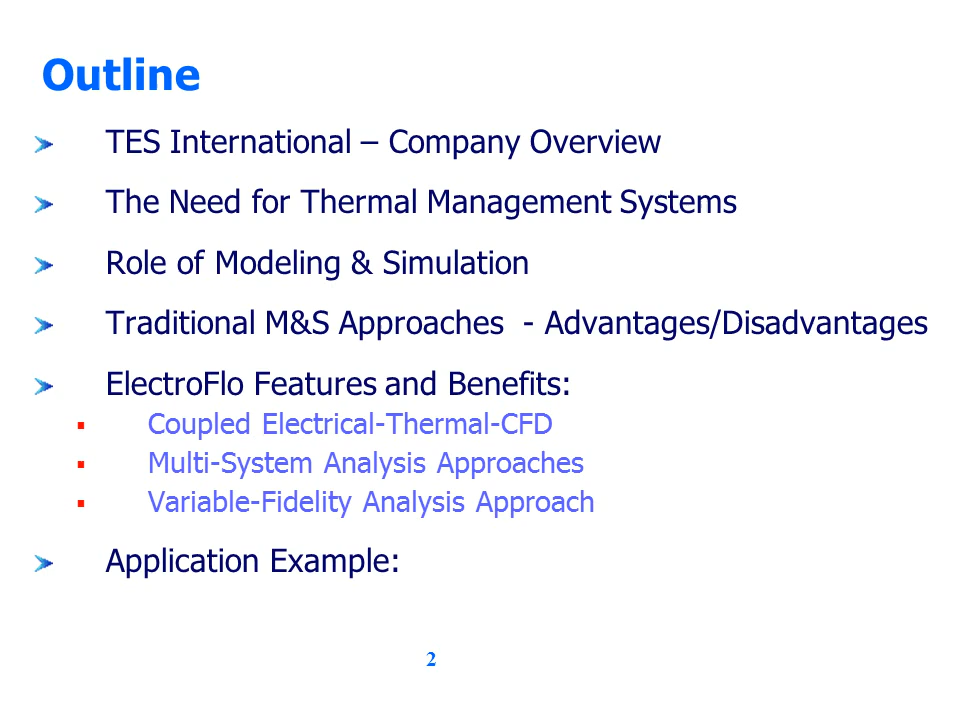 Outline
TES International – Company Overview
The Need for Thermal Management Systems
Role of Modeling & Simulation
Traditional M&S Approaches  - Advantages/Disadvantages
ElectroFlo Features and Benefits:
Coupled Electrical-Thermal-CFD
Multi-System Analysis Approaches
Variable-Fidelity Analysis Approach
Application Example:
2